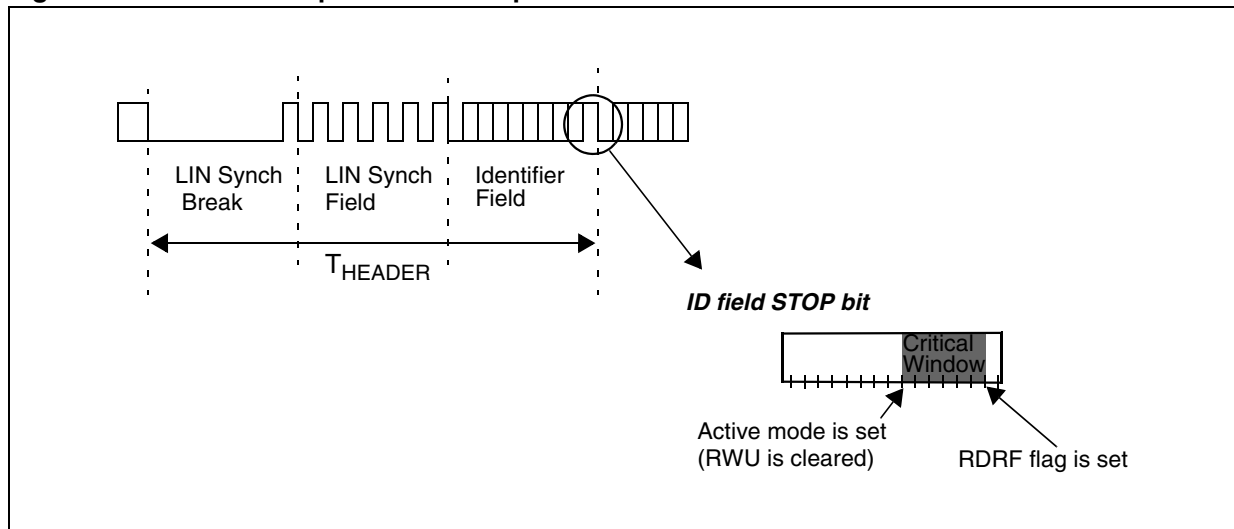 LIN Synch
Break
LIN Synch
Field
Identifier
Field
THEADER
ID field STOP bit
Critical
Window
Active mode is set
(RWU is cleared)
RDRF flag is set